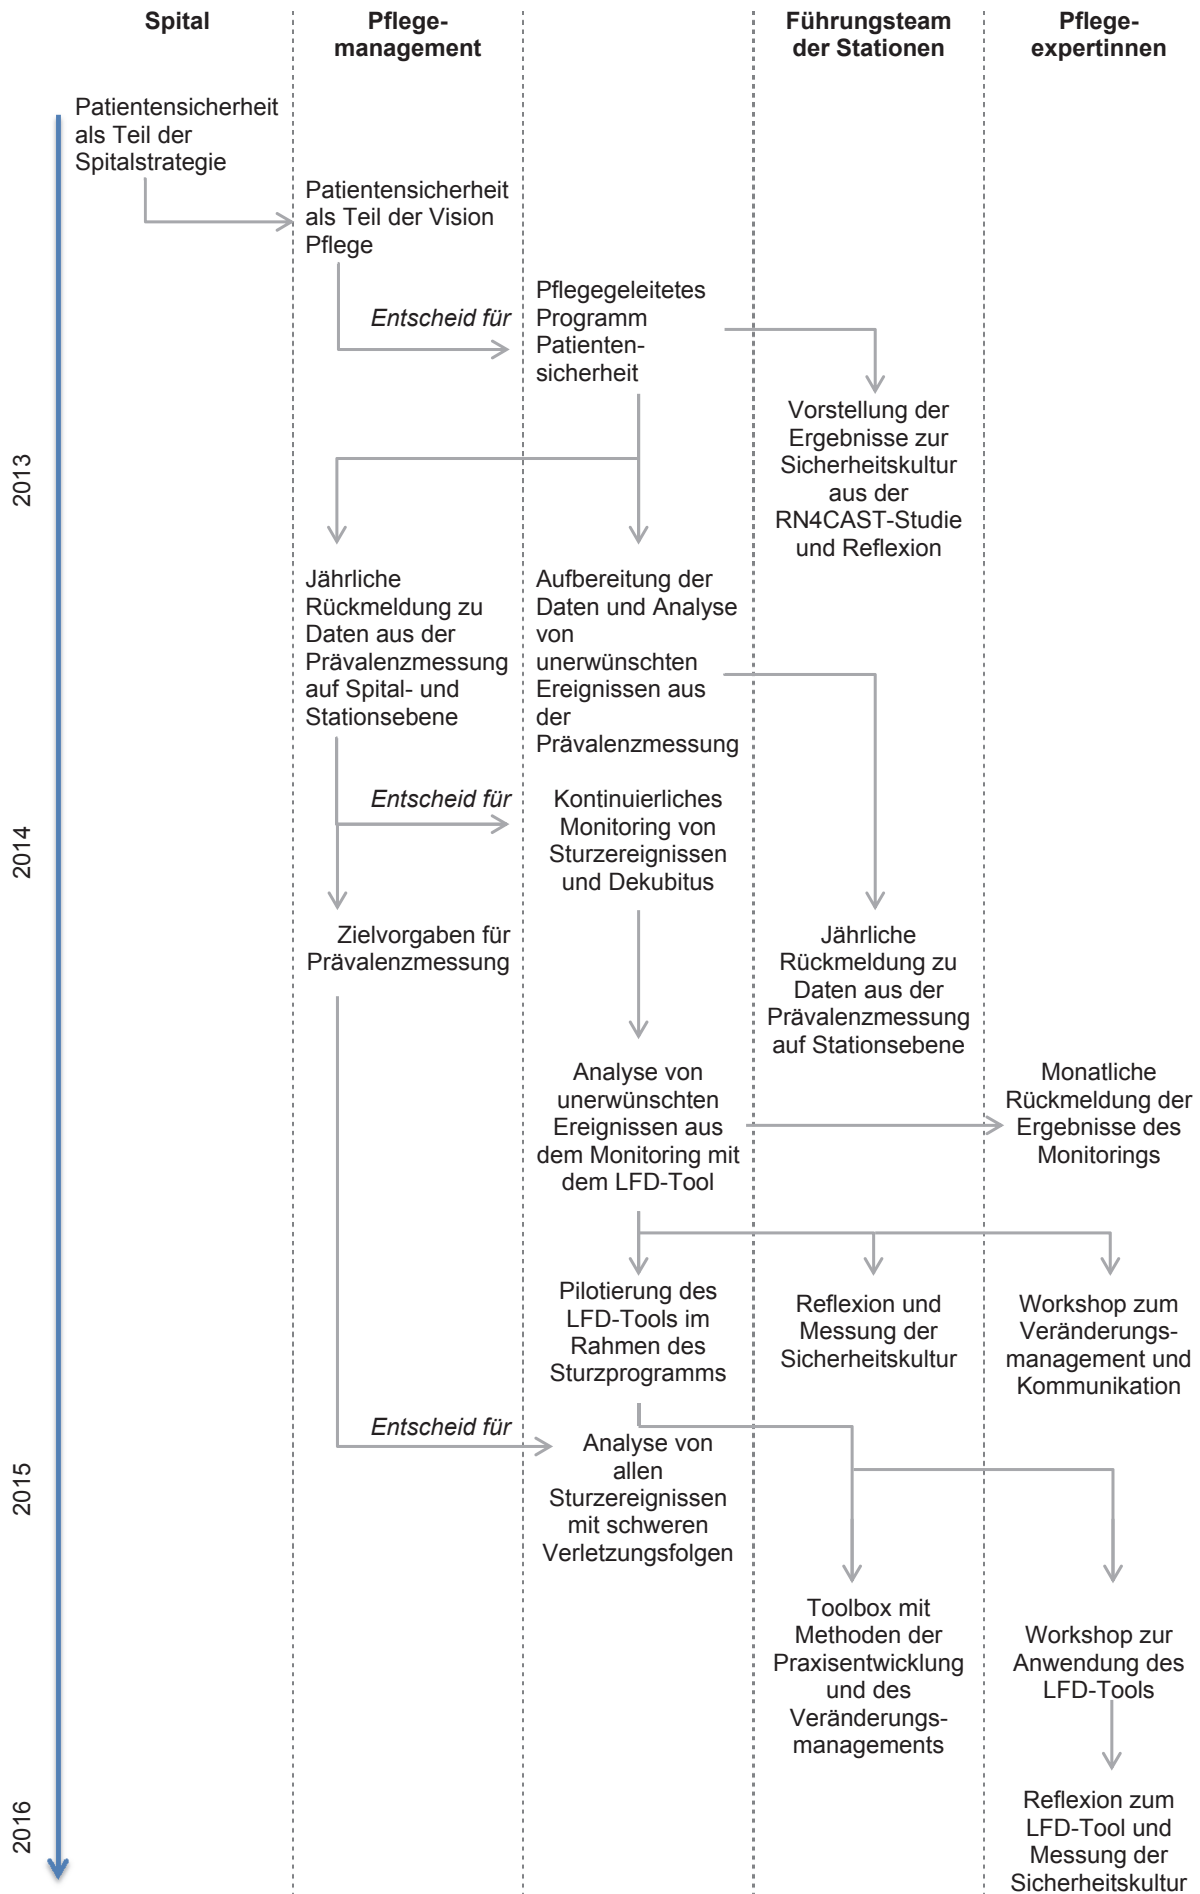 Spital
Pflege-
management
Führungsteam
der Stationen
Pflege-
expertinnen
Patientensicherheit
als Teil der
Spitalstrategie
Patientensicherheit
als Teil der Vision
Pflege
Entscheid für
Pflegegeleitetes
Programm
Patienten-
sicherheit
Vorstellung der
Ergebnisse zur
Sicherheitskultur
aus der
RN4CAST-Studie
und Reflexion
2013
Jährliche
Rückmeldung zu
Daten aus der
Prävalenzmessung
auf Spital- und
Stationsebene
Aufbereitung der
Daten und Analyse
von
unerwünschten
Ereignissen aus
der
Prävalenzmessung
Entscheid für
Kontinuierliches
Monitoring von
Sturzereignissen
und Dekubitus
2014
Zielvorgaben für
Prävalenzmessung
Jährliche
Rückmeldung zu
Daten aus der
Prävalenzmessung
auf Stationsebene
Analyse von
unerwünschten
Ereignissen aus
dem Monitoring mit
dem LFD-Tool
Monatliche
Rückmeldung der
Ergebnisse des
Monitorings
Pilotierung des
LFD-Tools im
Rahmen des
Sturzprogramms
Reflexion und
Messung der
Sicherheitskultur
Workshop zum
Veränderungs-
management und
Kommunikation
Entscheid für
Analyse von
allen
Sturzereignissen
mit schweren
Verletzungsfolgen
2015
Toolbox mit
Methoden der
Praxisentwicklung
und des
Veränderungs-
managements
Workshop zur
Anwendung des
LFD-Tools
2016
Reflexion zum
LFD-Tool und
Messung der
Sicherheitskultur